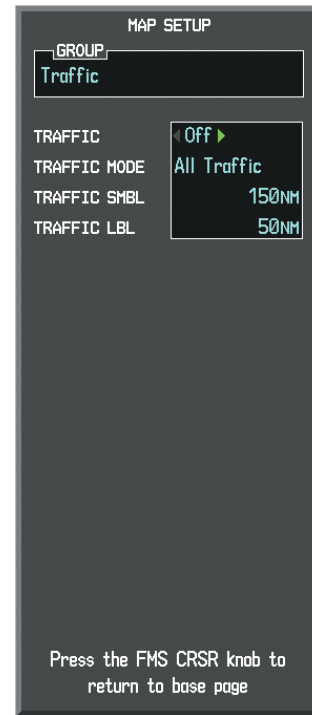 MAP SETUP
GROUP
Traffic
TRAFFIC Off
TRAFFIC MODE All Traffic
TRAFFIC SMBL 150NM
TRAFFIC LBL 50NM
Press the FMS CRSR knob to
return to base page